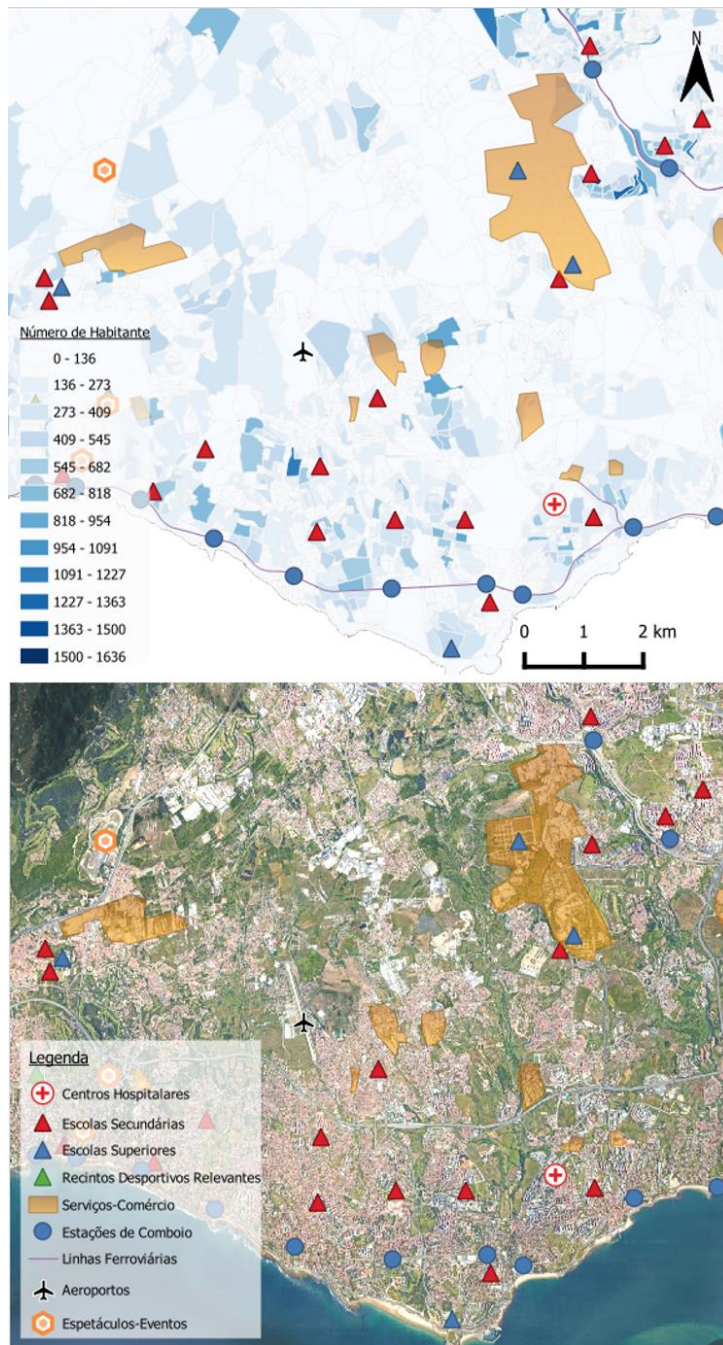 N
Número de Habitante
0 - 136
136 - 273
273 - 409
409 - 545
545 - 682
682 - 818
818 - 954
954 - 1091
1091 - 1227
1227 - 1363
1363 - 1500
1500 - 1636
0 1 2 km
Legenda
Centros Hospitalares
Escolas Secundárias
Escolas Superiores
Recintos Desportivos Relevantes
Serviços-Comércio
Estações de Comboio
Linhas Ferroviárias
Aeroportos
Espetáculos-Eventos